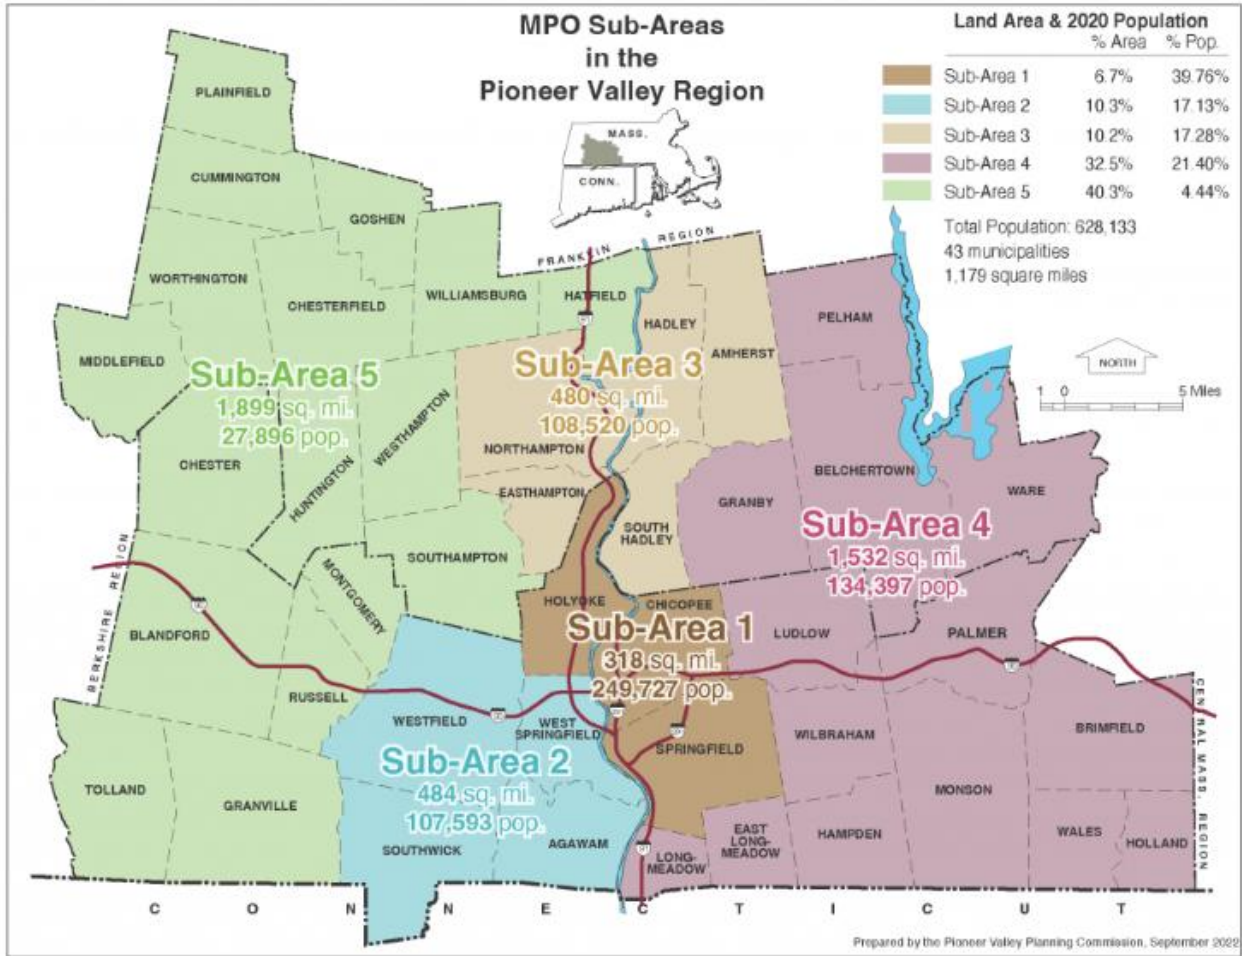 MPO Sub-Areas
in the
Pioneer Valley Region
Land Area & 2020 Population
% Area % Pop.
Sub-Area 1 6.7% 39.76%
Sub-Area 2 10.3% 17.13%
Sub-Area 3 10.2% 17.28%
Sub-Area 4 32.5% 21.40%
Sub-Area 5 40.3% 4.44%
Total Population: 628,133
43 municipalities
1,179 square miles
MASS.
CONN.
NORTH
1 0 5 Miles
PLAINFIELD
CUMMINGTON
GOSHEN
WORTHINGTON
CHESTERFIELD
WILLIAMSBURG
FRANKLIN REGION
HATFIELD
HADLEY
AMHERST
PELHAM
MIDDLEFIELD
Sub-Area 5
1,899 sq. mi.
27,896 pop.
Sub-Area 3
480 sq. mi.
108,520 pop.
WESTHAMPTON
NORTHAMPTON
CHESTER
HUNTINGTON
EASTHAMPTON
BELCHERTOWN
WARE
GRANBY
SOUTH
HADLEY
Sub-Area 4
1,532 sq. mi.
134,397 pop.
SOUTHAMPTON
MONTGOMERY
BERKSHIRE REGION
BLANDFORD
HOLYOKE
CHICOPEE
Sub-Area 1
318 sq. mi.
249,727 pop.
LUDLOW
PALMER
RUSSELL
WESTFIELD
WEST
SPRINGFIELD
SPRINGFIELD
WILBRAHAM
BRIMFIELD
CENTRAL MASS. REGION
Sub-Area 2
484 sq. mi.
107,593 pop.
TOLLAND
GRANVILLE
SOUTHWICK
AGAWAM
LONG-
MEADOW
EAST
LONG-
MEADOW
HAMPDEN
MONSON
WALES
HOLLAND
CONNECTICUT
Prepared by the Pioneer Valley Planning Commission, September 2022